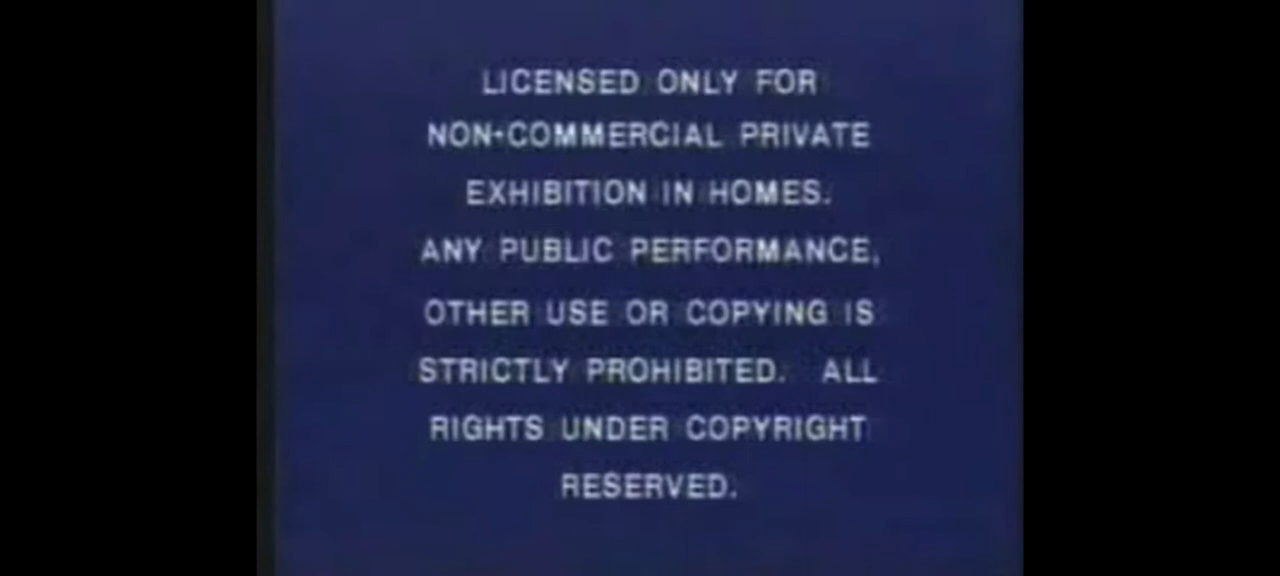 LICENSED ONLY FOR
NON-COMMERCIAL PRIVATE
EXHIBITION IN HOMES.
ANY PUBLIC PERFORMANCE,
OTHER USE OR COPYING IS
STRICTLY PROHIBITED. ALL
RIGHTS UNDER COPYRIGHT
RESERVED.